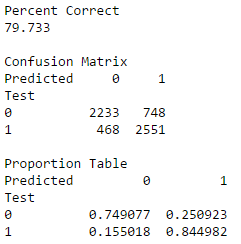 Percent Correct
79.733
Confusion Matrix
Predicted 0 1
Test
0 2233 748
1 468 2551
Proportion Table
Predicted 0 1
Test
0 0.749077 0.250923
1 0.155018 0.844982